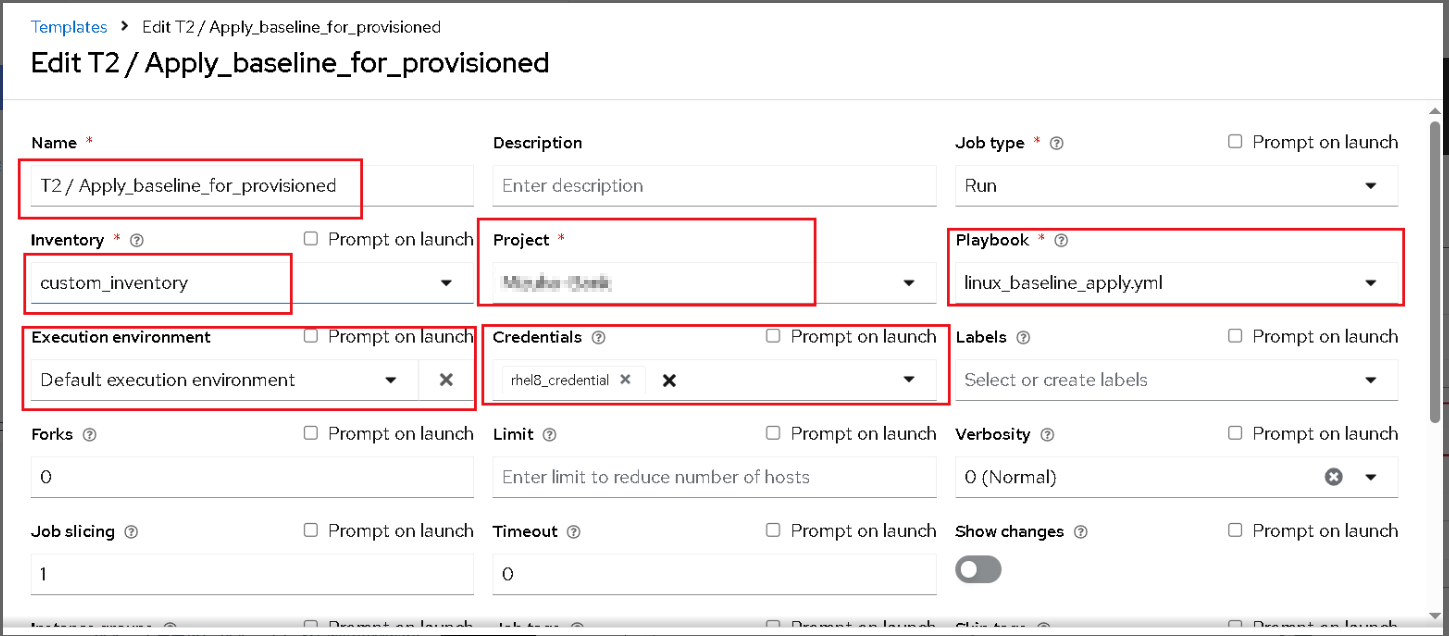 Templates > Edit T2 / Apply_baseline_for_provisioned
Edit T2 / Apply_baseline_for_provisioned
Name * Description Job type * Prompt on launch
T2 / Apply_baseline_for_provisioned Enter description Run
Inventory * Prompt on launch Project * Playbook *
custom_inventory linux_baseline_apply.yml
Execution environment Prompt on launch Credentials Prompt on launch Labels
Default execution environment rhel8_credential Select or create labels
Forks Prompt on launch Limit Prompt on launch Verbosity Prompt on launch
0 Enter limit to reduce number of hosts 0 (Normal)
Job slicing Prompt on launch Timeout Prompt on launch Show changes Prompt on launch
1 0